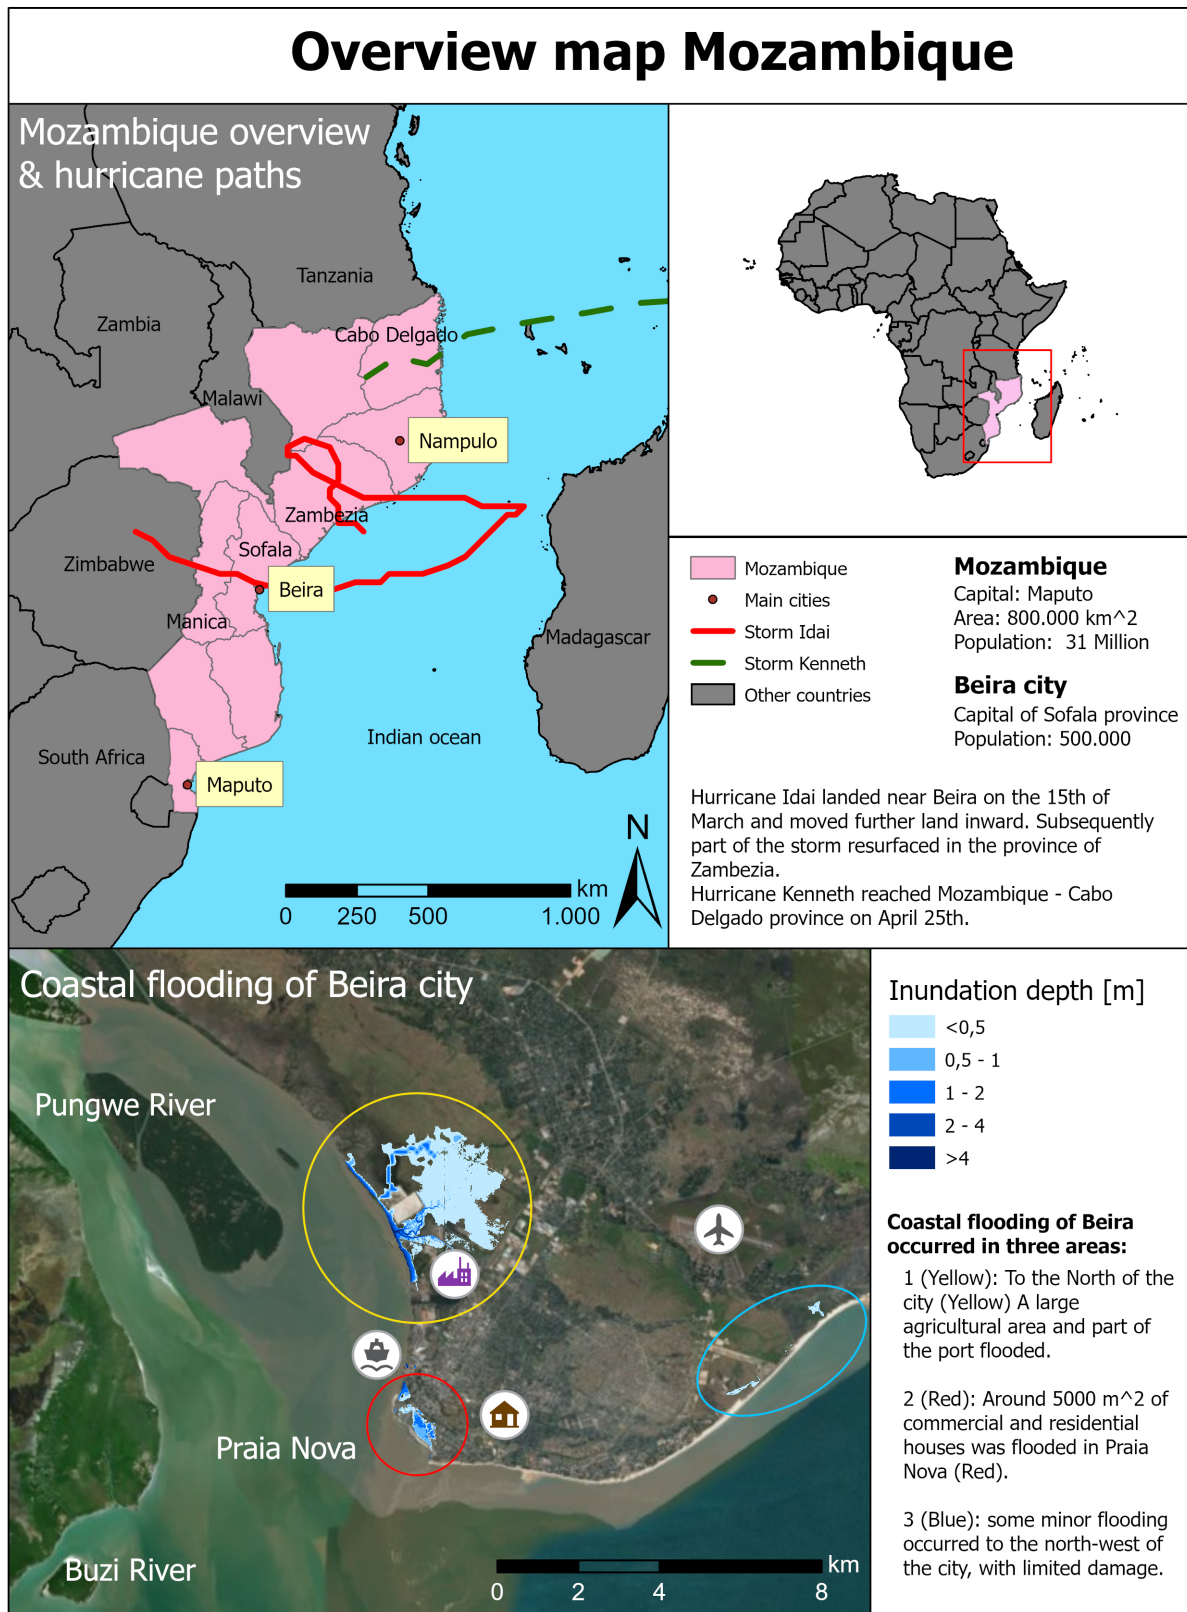 Overview map Mozambique
Mozambique overview
& hurricane paths
Tanzania
Zambia
Cabo Delgado
Malawi
Nampulo
Zambezia
Sofala
Zimbabwe
Beira
Manica
Madagascar
Indian ocean
South Africa
Maputo
N
km
0 250 500 1.000
Mozambique
Main cities
Storm Idai
Storm Kenneth
Other countries
Mozambique
Capital: Maputo
Area: 800.000 km^2
Population: 31 Million
Beira city
Capital of Sofala province
Population: 500.000
Hurricane Idai landed near Beira on the 15th of
March and moved further land inward. Subsequently
part of the storm resurfaced in the province of
Zambezia.
Hurricane Kenneth reached Mozambique - Cabo
Delgado province on April 25th.
Coastal flooding of Beira city
Pungwe River
Praia Nova
Buzi River
km
0 2 4 8
Inundation depth [m]
<0,5
0,5 - 1
1 - 2
2 - 4
>4
Coastal flooding of Beira
occurred in three areas:
1 (Yellow): To the North of the
city (Yellow) A large
agricultural area and part of
the port flooded.
2 (Red): Around 5000 m^2 of
commercial and residential
houses was flooded in Praia
Nova (Red).
3 (Blue): some minor flooding
occurred to the north-west of
the city, with limited damage.